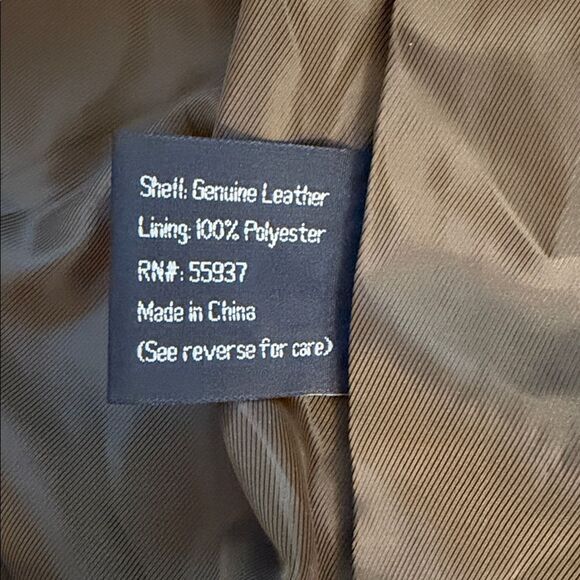 Shell: Genuine Leather
Lining: 100% Polyester
RN#: 55937
Made in China
(See reverse for care)